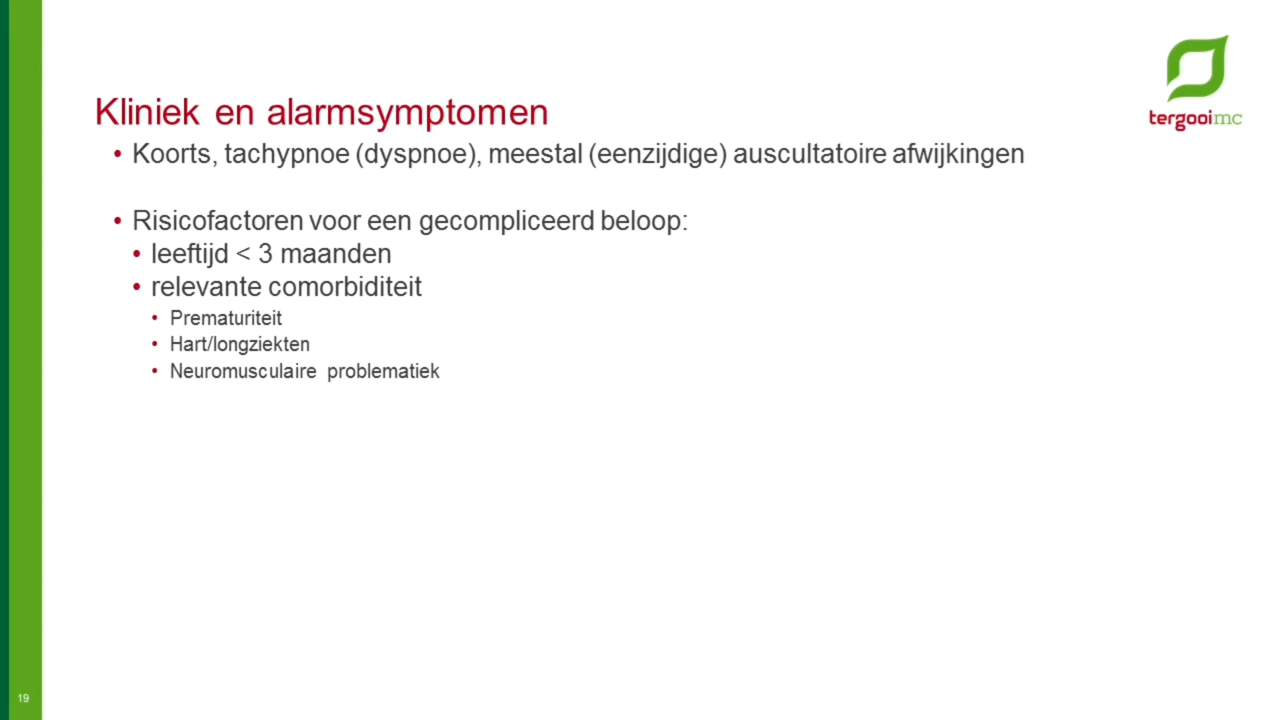 tergooimc
Kliniek en alarmsymptomen
• Koorts, tachypnoe (dyspnoe), meestal (eenzijdige) auscultatoire afwijkingen
• Risicofactoren voor een gecompliceerd beloop:
• leeftijd < 3 maanden
• relevante comorbiditeit
• Prematuriteit
• Hart/longziekten
• Neuromusculaire problematiek
19